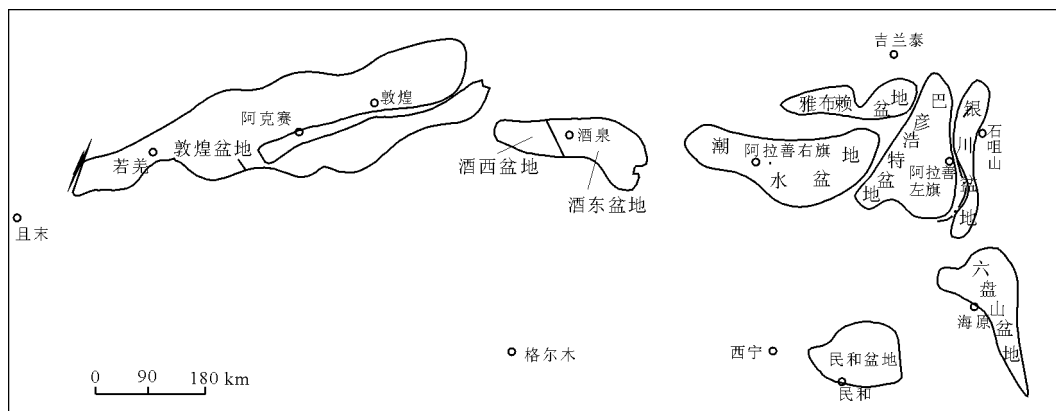 吉兰泰
敦煌
阿克赛
若羌
敦煌盆地
且末
酒泉
酒西盆地
酒东盆地
雅布赖盆地
潮水盆地
阿拉善右旗
巴彦浩特盆地
阿拉善
左旗
银川盆地
石咀山
六盘山盆地
海原
格尔木
西宁
民和盆地
民和
0 90 180 km